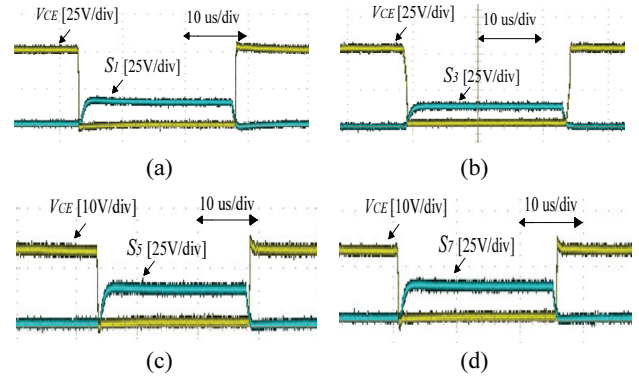 VCE [25V/div]
10 us/div
S1 [25V/div]
(a)
VCE [25V/div]
10 us/div
S3 [25V/div]
(b)
VCE [10V/div]
10 us/div
S5 [25V/div]
(c)
VCE [10V/div]
10 us/div
S7 [25V/div]
(d)